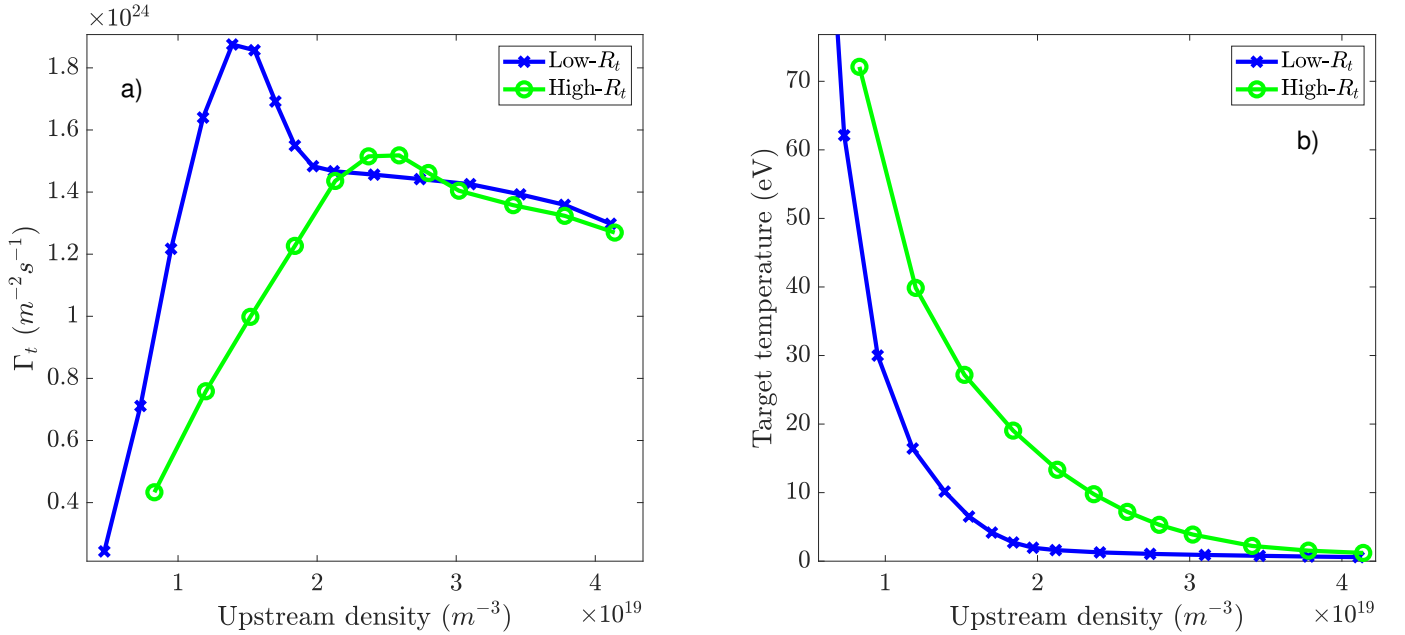 ×10^24
a)
Low-R_t
High-R_t
1.8
1.6
1.4
1.2
1
0.8
0.6
0.4
Γ_t (m^−2 s^−1)
1 2 3 4
Upstream density (m^−3)
×10^19
b)
Low-R_t
High-R_t
70
60
50
40
30
20
10
0
Target temperature (eV)
1 2 3 4
Upstream density (m^−3)
×10^19